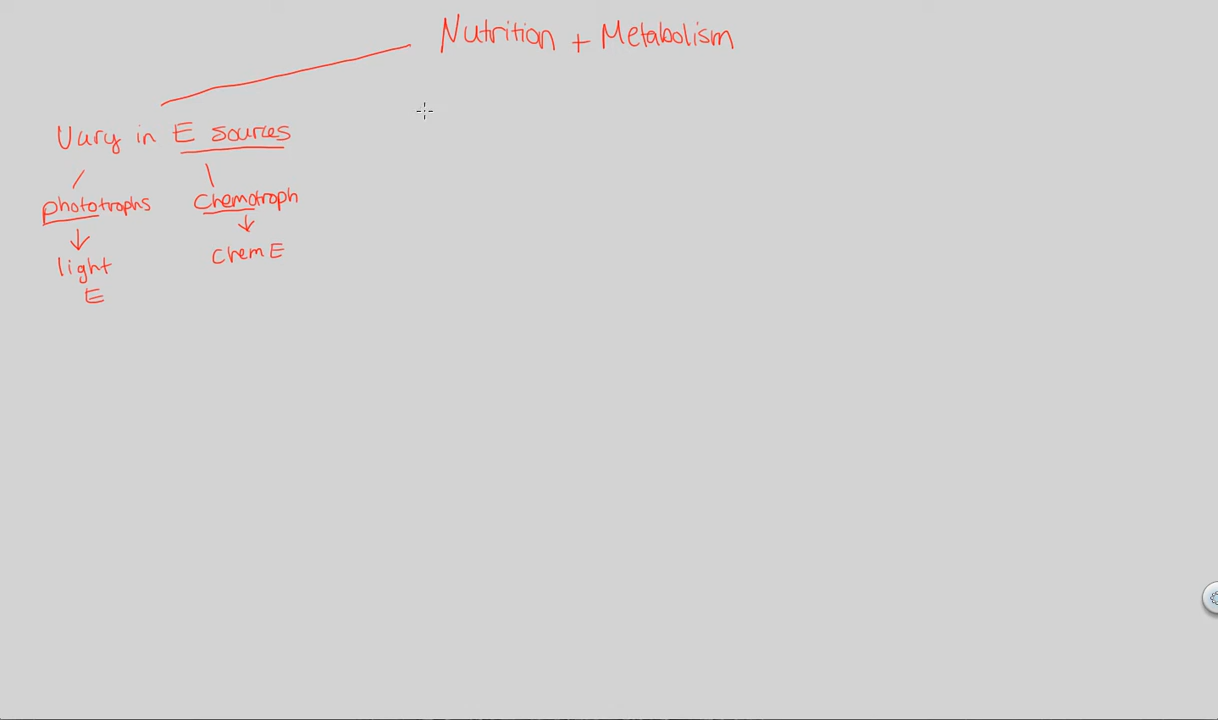 Nutrition + Metabolism
Vary in E sources
phototrophs
chemotroph
chem E
light
E